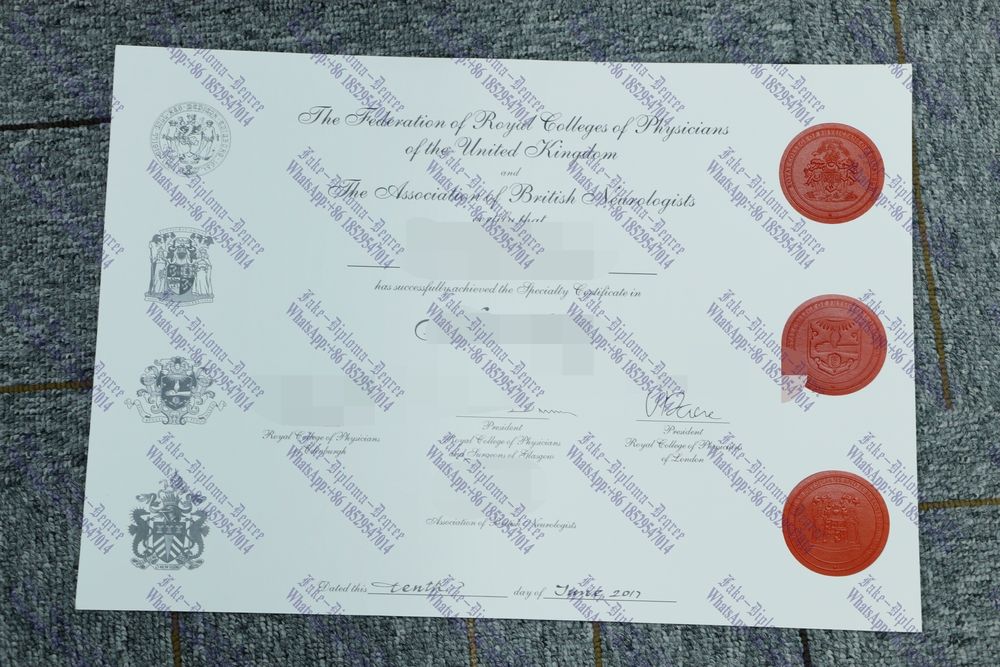 The Federation of Royal Colleges of Physicians
of the United Kingdom
and
The Association of British Neurologists
certify that
has successfully achieved the Specialty Certificate in
Royal College of Physicians
Edinburgh
President
Royal College of Physicians
and Surgeons of Glasgow
President
Royal College of Physicians
of London
Association of British Neurologists
Dated this tenth day of June 2017
Fake-Diploma-Degree
WhatsApp:+86 18529547014